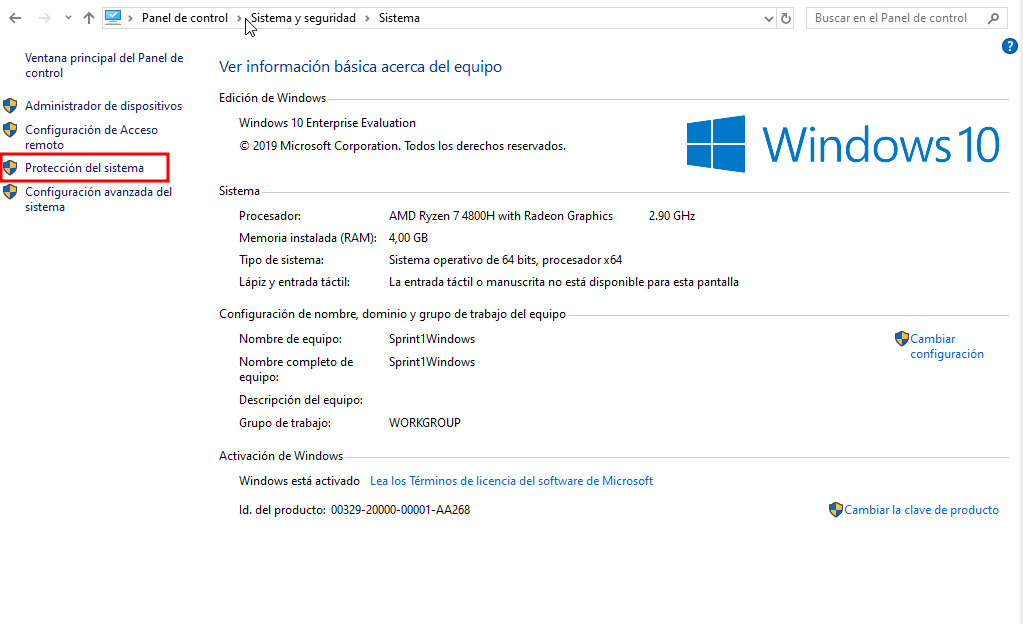 Panel de control > Sistema y seguridad > Sistema
Buscar en el Panel de control
?
Ventana principal del Panel de
control
Administrador de dispositivos
Configuración de Acceso
remoto
Protección del sistema
Configuración avanzada del
sistema
Ver información básica acerca del equipo
Edición de Windows
Windows 10 Enterprise Evaluation
© 2019 Microsoft Corporation. Todos los derechos reservados.
Windows 10
Sistema
Procesador: AMD Ryzen 7 4800H with Radeon Graphics 2.90 GHz
Memoria instalada (RAM): 4,00 GB
Tipo de sistema: Sistema operativo de 64 bits, procesador x64
Lápiz y entrada táctil: La entrada táctil o manuscrita no está disponible para esta pantalla
Configuración de nombre, dominio y grupo de trabajo del equipo
Nombre de equipo: Sprint1Windows
Cambiar
configuración
Nombre completo de
equipo: Sprint1Windows
Descripción del equipo:
Grupo de trabajo: WORKGROUP
Activación de Windows
Windows está activado Lea los Términos de licencia del software de Microsoft
Id. del producto: 00329-20000-00001-AA268
Cambiar la clave de producto